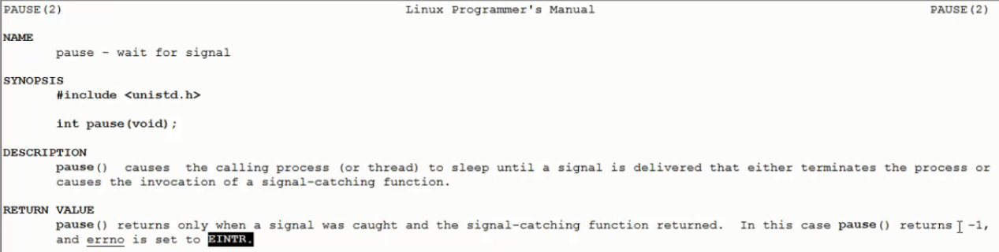 PAUSE(2) Linux Programmer's Manual PAUSE(2)
NAME
pause - wait for signal
SYNOPSIS
#include <unistd.h>
int pause(void);
DESCRIPTION
pause() causes the calling process (or thread) to sleep until a signal is delivered that either terminates the process or
causes the invocation of a signal-catching function.
RETURN VALUE
pause() returns only when a signal was caught and the signal-catching function returned. In this case pause() returns -1,
and errno is set to EINTR.